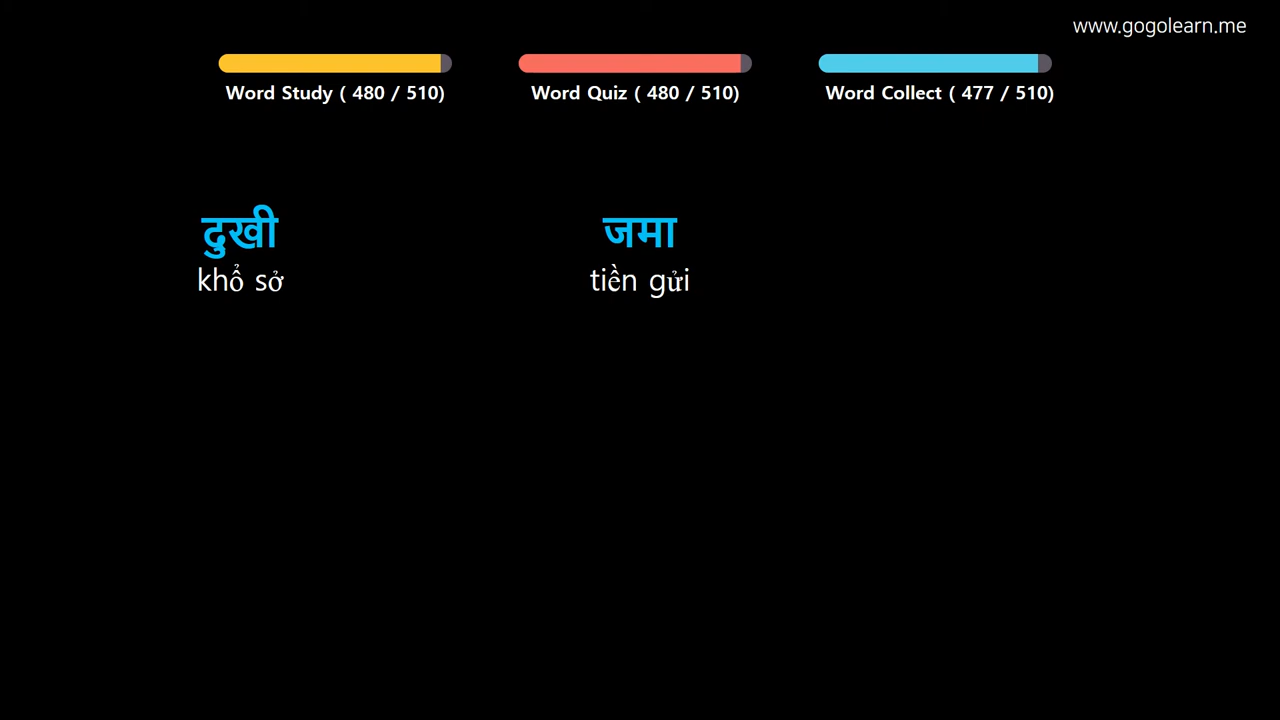 www.gogolearn.me
Word Study ( 480 / 510)
Word Quiz ( 480 / 510)
Word Collect ( 477 / 510)
दुखी
khổ sở
जमा
tiền gửi